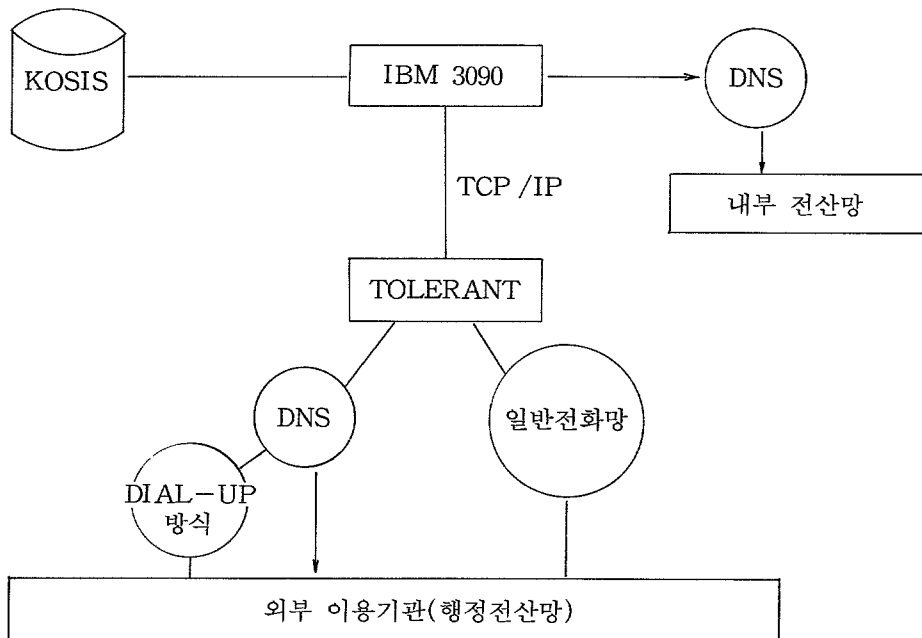 KOSIS
IBM 3090
DNS
TCP/IP
내부 전산망
TOLERANT
DNS
일반전화망
DIAL-UP
방식
외부 이용기관(행정전산망)